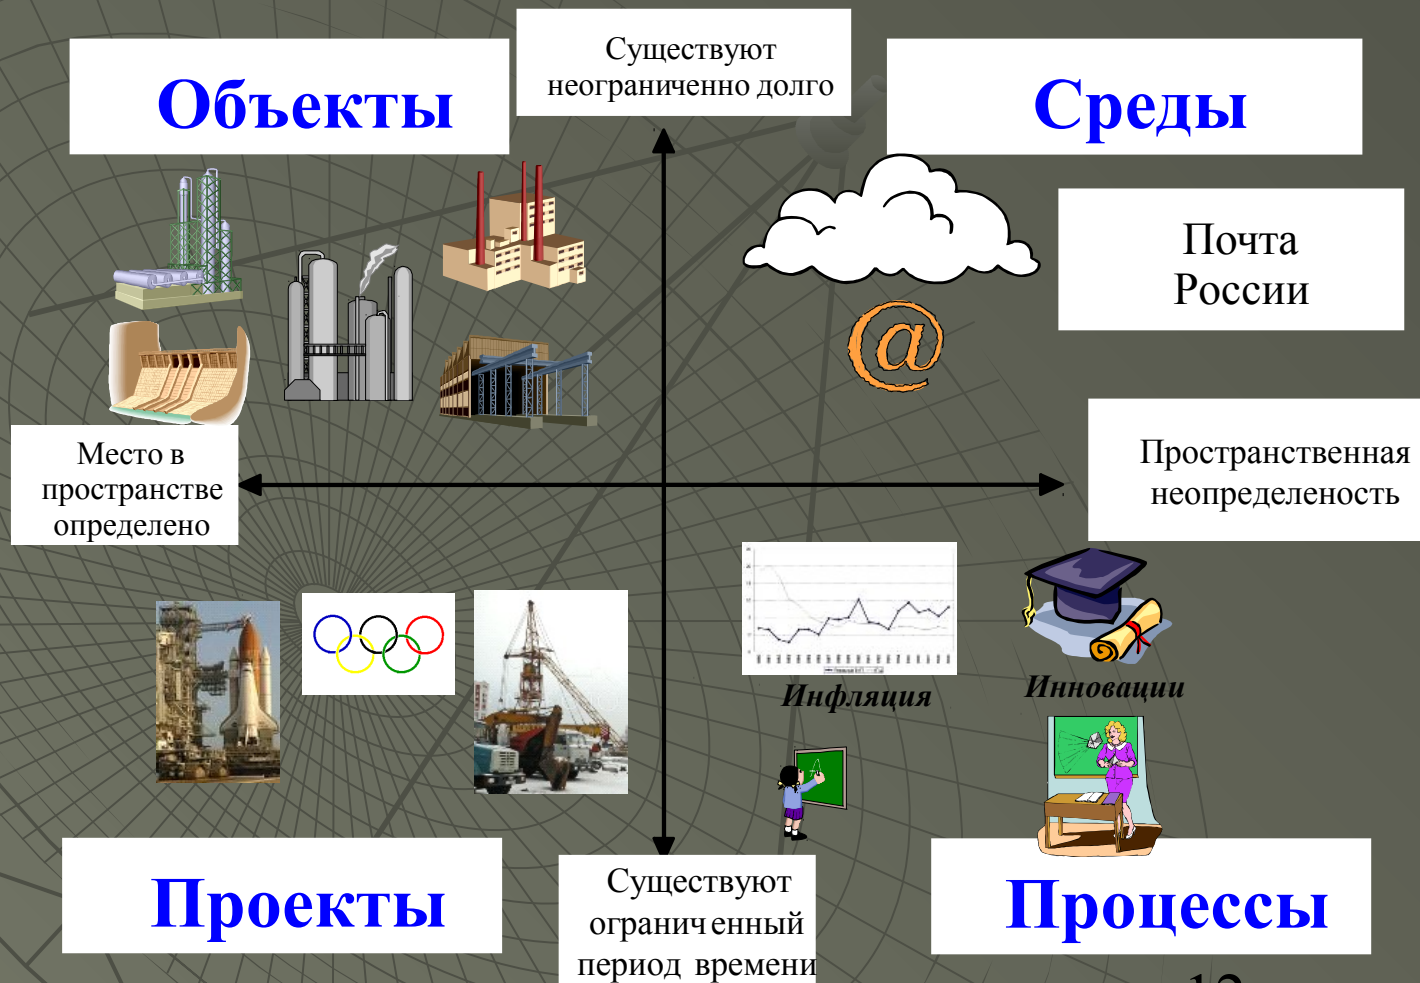 Существуют
неограниченно долго
Объекты
Среды
Почта
России
@
Место в
пространстве
определено
Пространственная
неопределеность
Инфляция
Инновации
Проекты
Процессы
Существуют
ограниченный
период времени